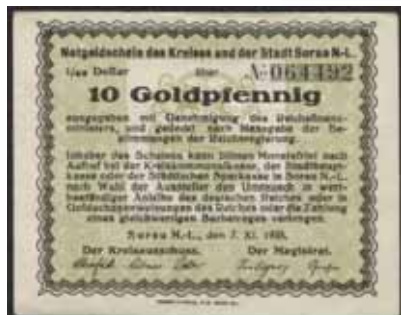 Notgeldschein des Kreises und der Stadt Sorau N.-L.
1/42 Dollar über № 064492
10 Goldpfennig
ausgegeben mit Genehmigung des Reichsfinanz-
ministers, und gedeckt nach Massgabe der Be-
stimmungen der Reichsregierung.
Inhaber des Scheines kann binnen Monatsfrist nach
Aufruf bei der Kreiskommunalkasse, der Stadthaupt-
kasse oder der Städtischen Sparkasse in Sorau N.-L.
nach Wahl der Aussteller den Umtausch in wert-
beständiger Anleihe des deutschen Reiches oder in
Goldschatzanweisungen des Reiches oder die Zahlung
eines gleichwertigen Barbetrages verlangen.
Sorau N.-L., den 7. XI. 1923.
Der Kreisausschuss. Der Magistrat.